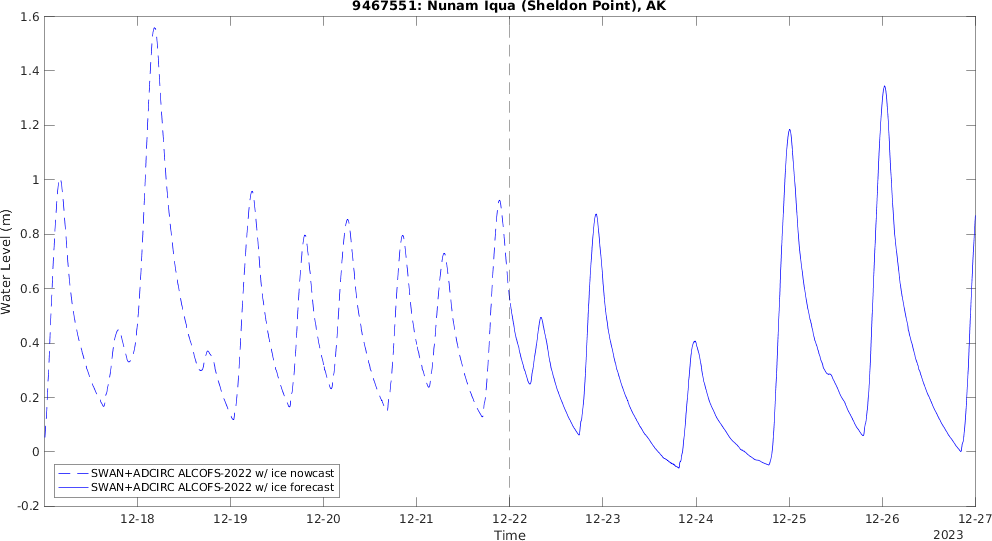 9467551: Nunam Iqua (Sheldon Point), AK
1.6
1.4
1.2
1
0.8
0.6
0.4
0.2
0
-0.2
Water Level (m)
SWAN+ADCIRC ALCOFS-2022 w/ ice nowcast
SWAN+ADCIRC ALCOFS-2022 w/ ice forecast
12-18 12-19 12-20 12-21 12-22 12-23 12-24 12-25 12-26 12-27
Time
2023